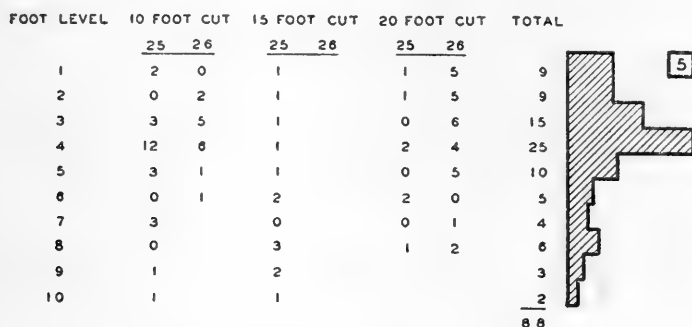 FOOT LEVEL 10 FOOT CUT 15 FOOT CUT 20 FOOT CUT TOTAL
25 26 25 26 25 26
1 2 0 1 1 5 9 5
2 0 2 1 1 5 9
3 3 5 1 0 6 15
4 12 6 1 2 4 25
5 3 1 1 0 5 10
6 0 1 2 2 0 5
7 3 0 0 1 4
8 0 3 1 2 6
9 1 2 3
10 1 1 2
88